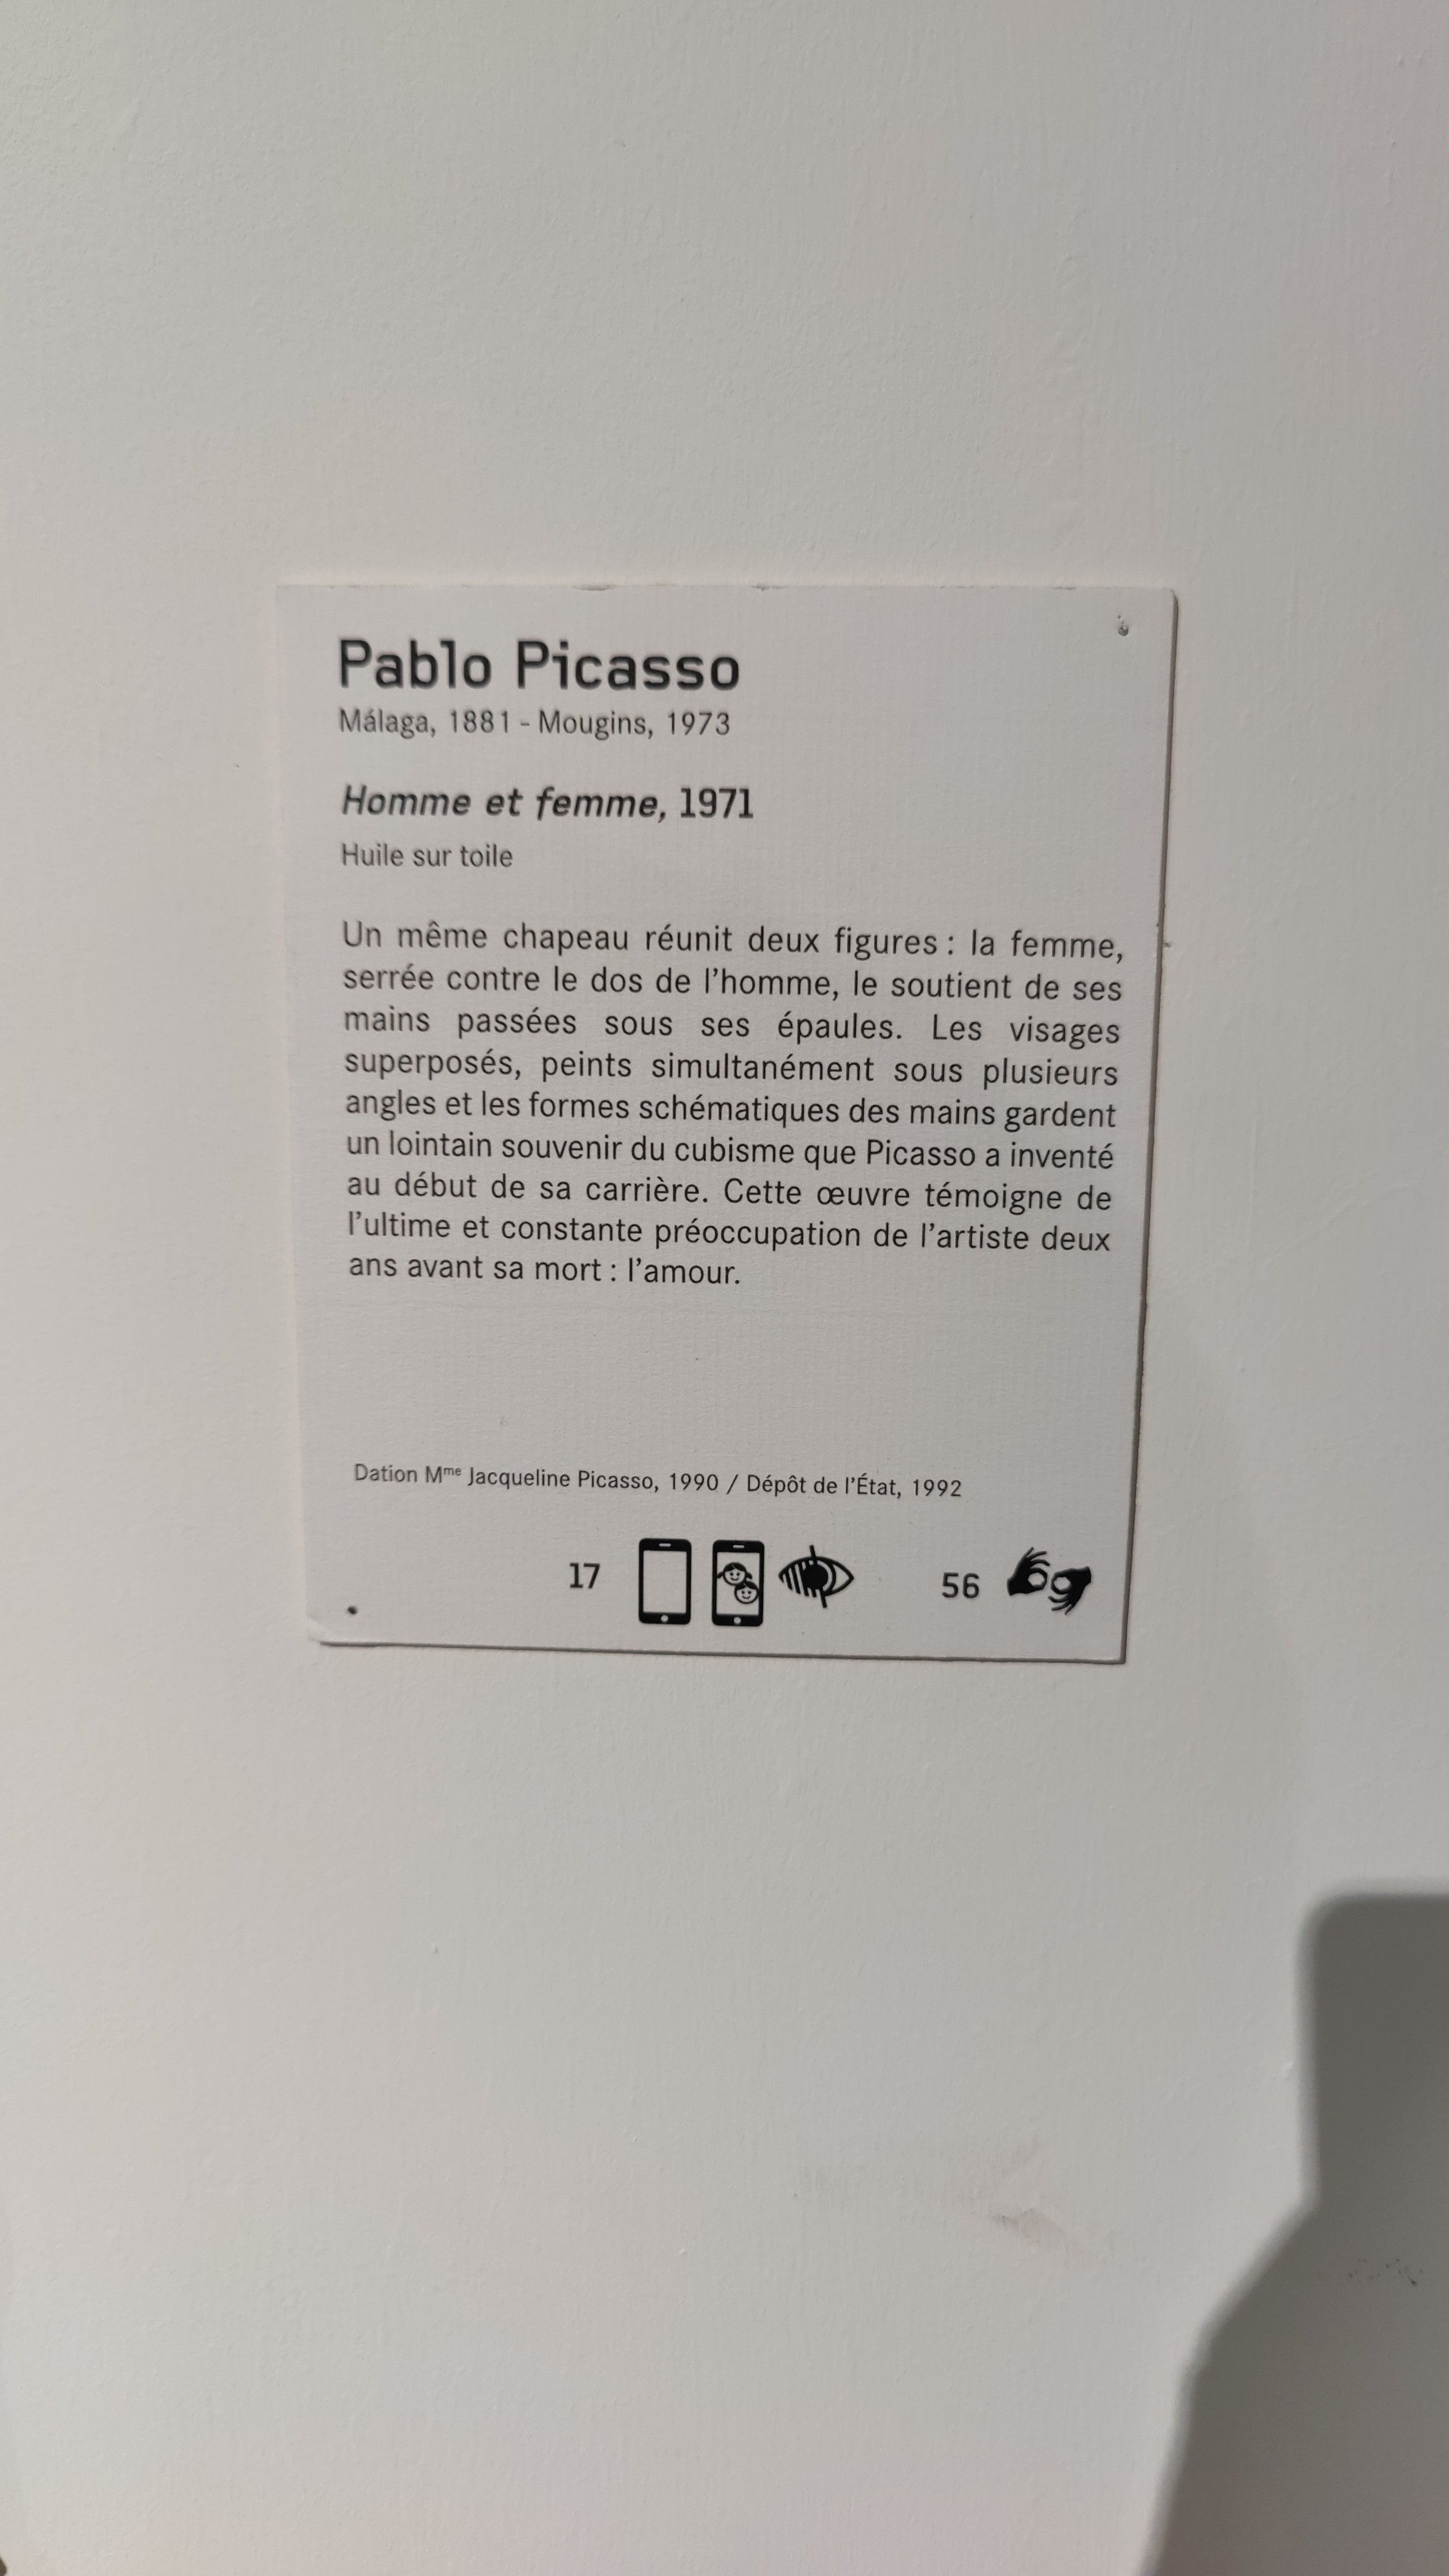 Pablo Picasso
Málaga, 1881 - Mougins, 1973
Homme et femme, 1971
Huile sur toile
Un même chapeau réunit deux figures : la femme,
serrée contre le dos de l'homme, le soutient de ses
mains passées sous ses épaules. Les visages
superposés, peints simultanément sous plusieurs
angles et les formes schématiques des mains gardent
un lointain souvenir du cubisme que Picasso a inventé
au début de sa carrière. Cette œuvre témoigne de
l'ultime et constante préoccupation de l'artiste deux
ans avant sa mort : l'amour.
Dation Mme Jacqueline Picasso, 1990 / Dépôt de l'État, 1992
17 56